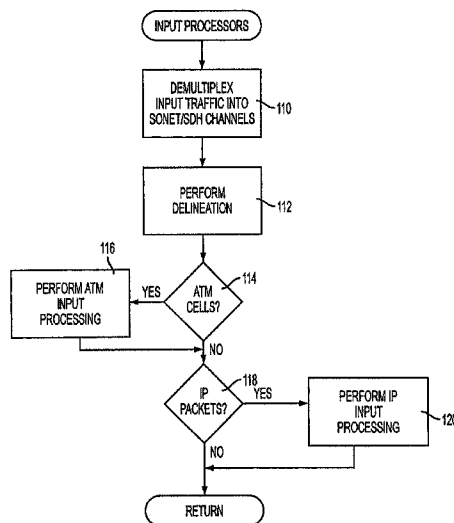 INPUT PROCESSORS
DEMULTIPLEX
INPUT TRAFFIC INTO
SONET/SDH CHANNELS
110
PERFORM
DELINEATION
112
116
PERFORM ATM
INPUT
PROCESSING
YES
ATM
CELLS?
114
NO
IP
PACKETS?
118
YES
PERFORM IP
INPUT
PROCESSING
120
NO
RETURN